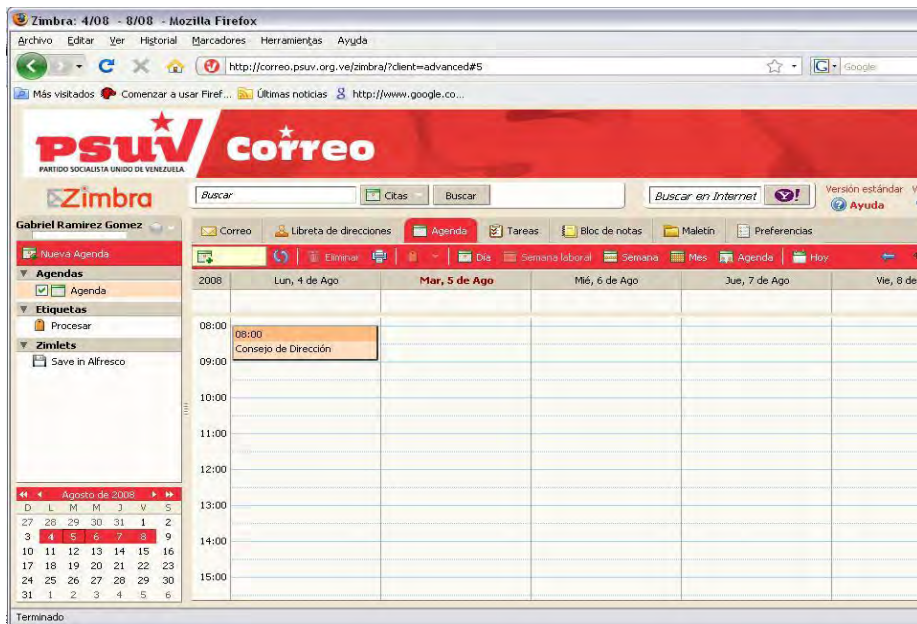 Zimbra: 4/08 - 8/08 - Mozilla Firefox
Archivo Editar Ver Historial Marcadores Herramientas Ayuda
http://correo.psuv.org.ve/zimbra/?client=advanced#5
G Google
Más visitados Comenzar a usar Firef... Últimas noticias http://www.google.co...
PSUV Correo
PARTIDO SOCIALISTA UNIDO DE VENEZUELA
Zimbra
Buscar Citas Buscar Buscar en Internet Y! Versión estándar
Ayuda
Gabriel Ramirez Gomez
Correo Libreta de direcciones Agenda Tareas Bloc de notas Maletín Preferencias
Nueva Agenda
Eliminar Día Semana laboral Semana Mes Agenda Hoy
Agendas
Agenda
Etiquetas
Procesar
Zimlets
Save in Alfresco
2008 Lun, 4 de Ago Mar, 5 de Ago Mié, 6 de Ago Jue, 7 de Ago Vie, 8 de
08:00
08:00
Consejo de Dirección
09:00
10:00
11:00
12:00
13:00
14:00
15:00
Agosto de 2008
D L M M J V S
27 28 29 30 31 1 2
3 4 5 6 7 8 9
10 11 12 13 14 15 16
17 18 19 20 21 22 23
24 25 26 27 28 29 30
31 1 2 3 4 5 6
Terminado